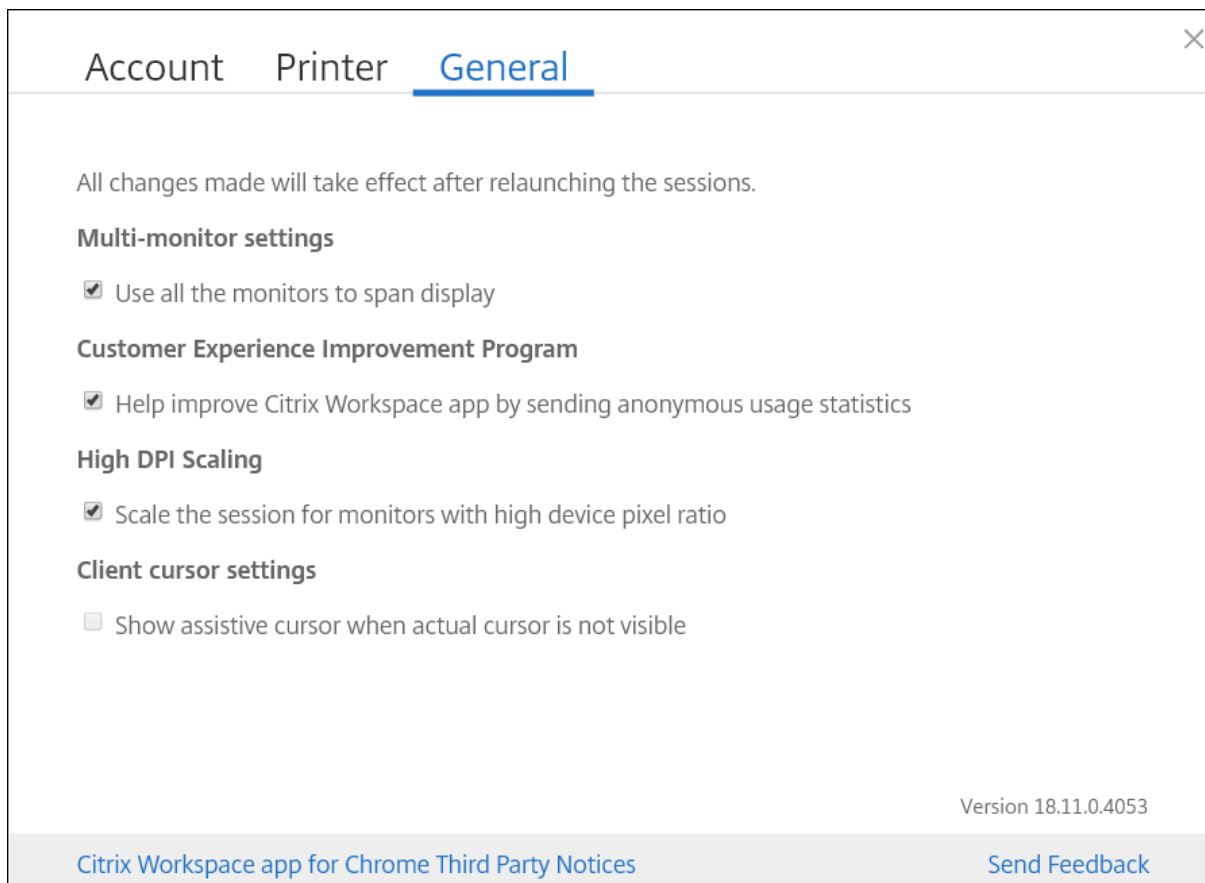 Account Printer General
All changes made will take effect after relaunching the sessions.
Multi-monitor settings
Use all the monitors to span display
Customer Experience Improvement Program
Help improve Citrix Workspace app by sending anonymous usage statistics
High DPI Scaling
Scale the session for monitors with high device pixel ratio
Client cursor settings
Show assistive cursor when actual cursor is not visible
Version 18.11.0.4053
Citrix Workspace app for Chrome Third Party Notices Send Feedback